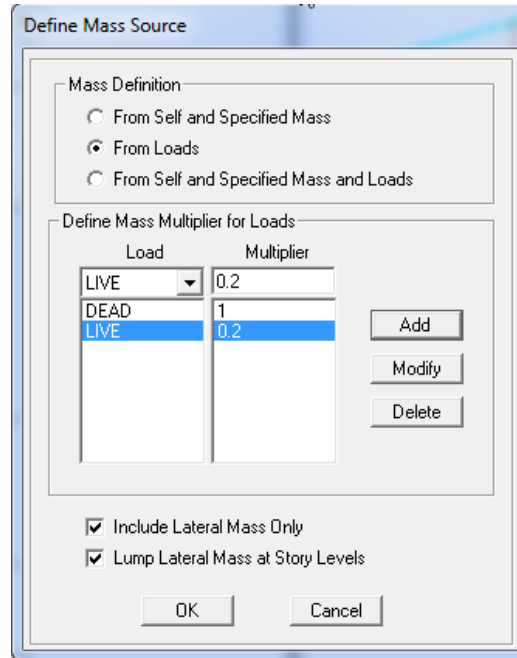 Define Mass Source
Mass Definition
From Self and Specified Mass
From Loads
From Self and Specified Mass and Loads
Define Mass Multiplier for Loads
Load Multiplier
LIVE 0.2
DEAD 1
LIVE 0.2
Add
Modify
Delete
Include Lateral Mass Only
Lump Lateral Mass at Story Levels
OK Cancel